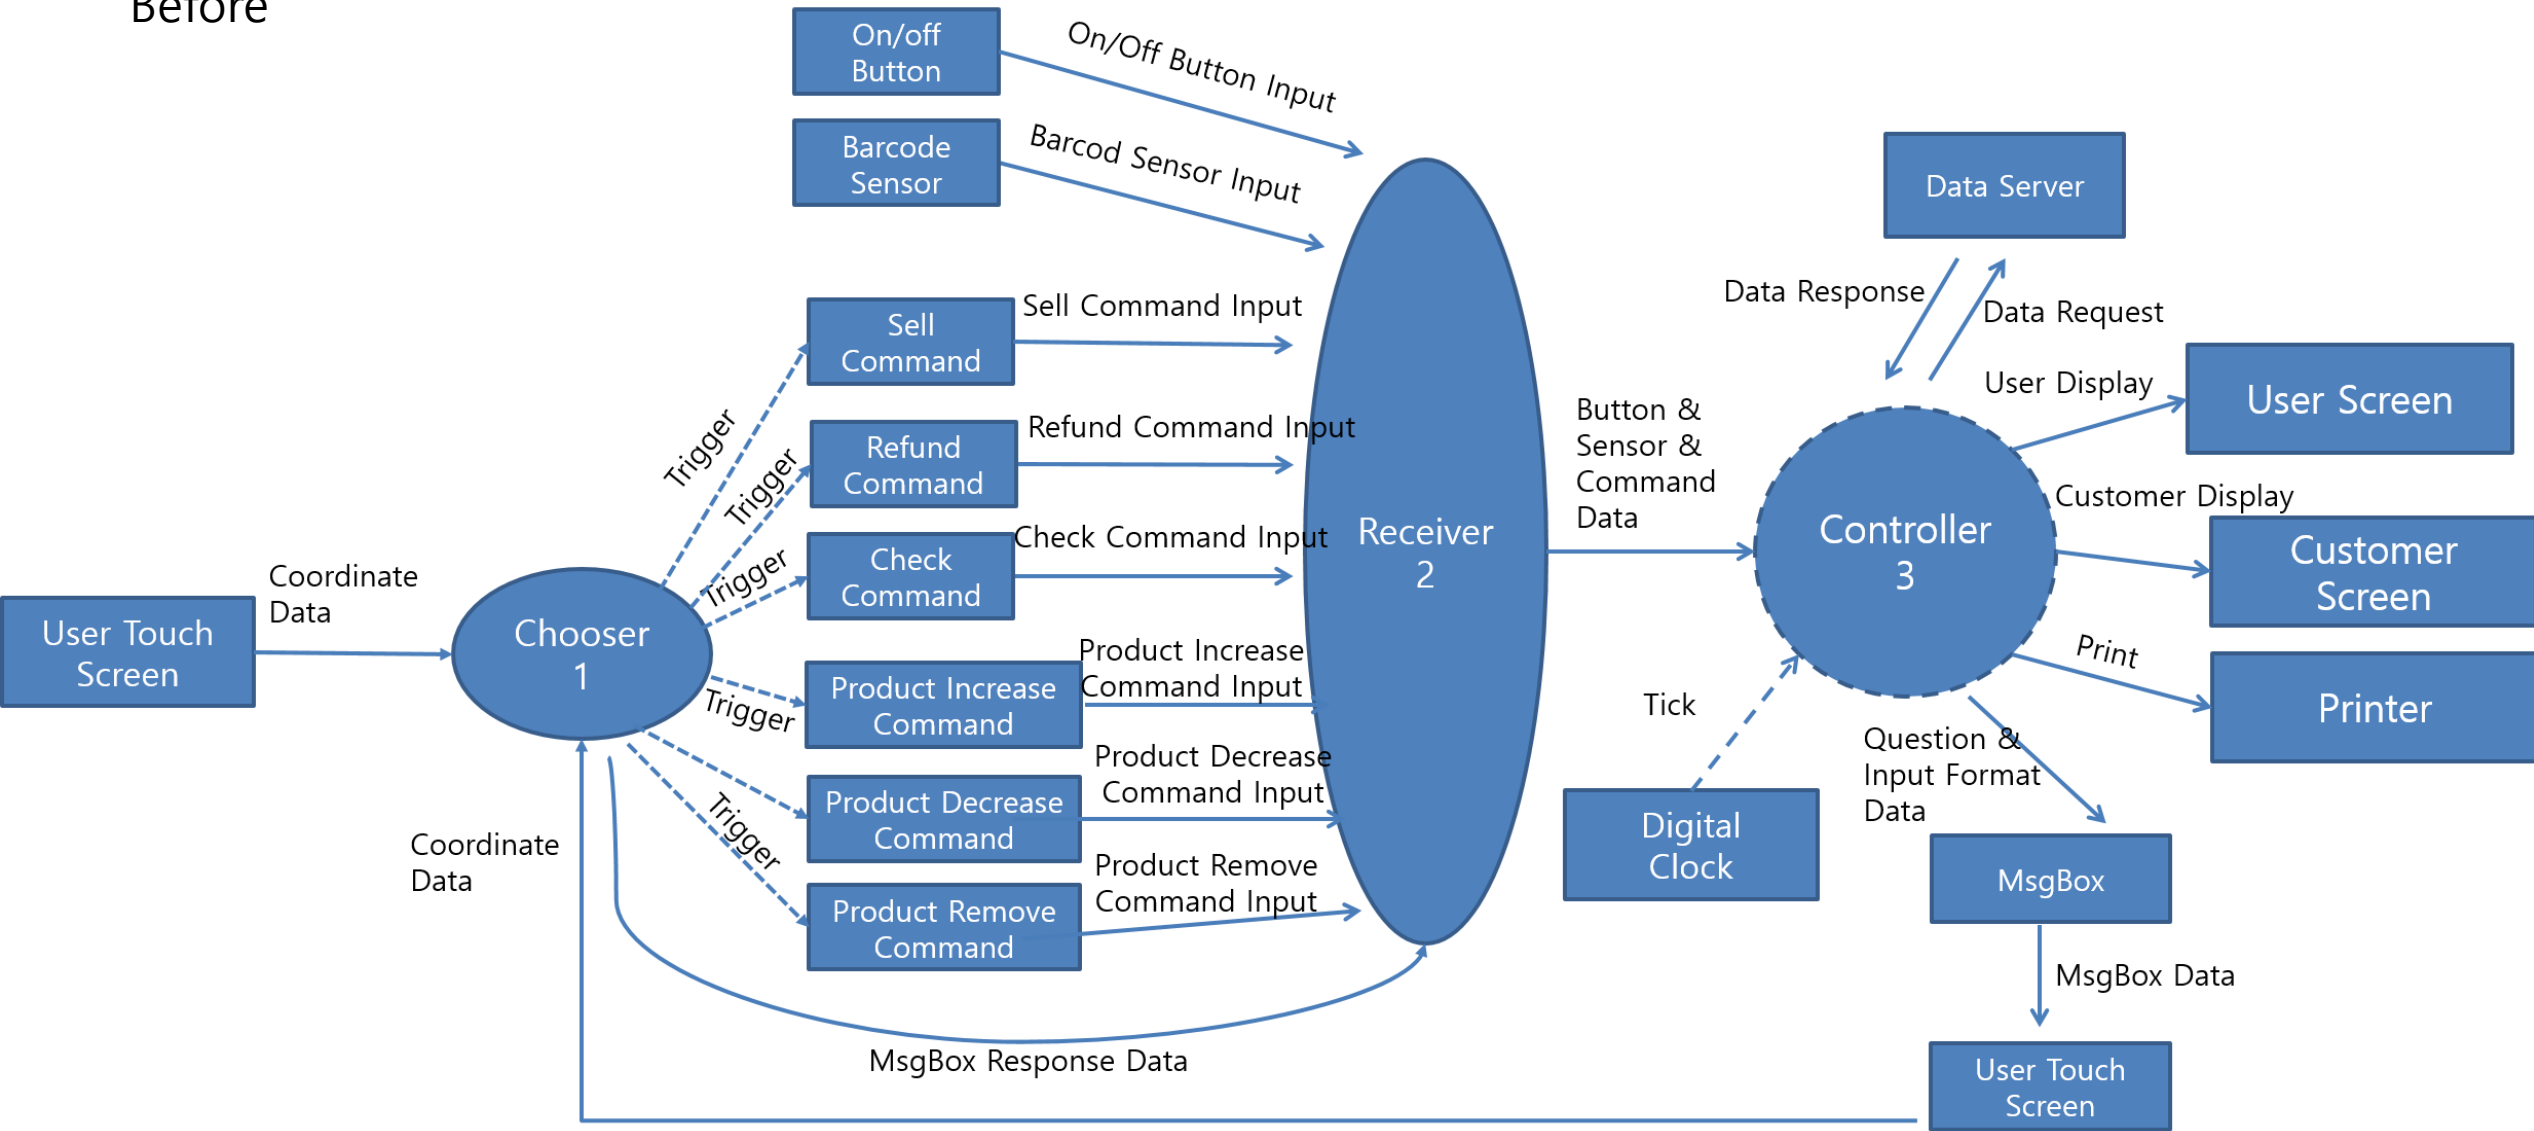 Before
On/off
Button
On/Off Button Input
Barcode
Sensor
Barcod Sensor Input
Data Server
Data Response
Data Request
Sell
Command
Sell Command Input
User Display
User Screen
Trigger
Refund
Command
Refund Command Input
Trigger
Button &
Sensor &
Command
Data
Customer Display
Customer
Screen
Check
Command
Check Command Input
Trigger
Receiver
2
Controller
3
Coordinate
Data
User Touch
Screen
Chooser
1
Product Increase
Command
Product Increase
Command Input
Trigger
Print
Printer
Tick
Question &
Input Format
Data
Product Decrease
Command
Product Decrease
Command Input
Trigger
Digital
Clock
Coordinate
Data
Product Remove
Command
Product Remove
Command Input
MsgBox
MsgBox Data
MsgBox Response Data
User Touch
Screen